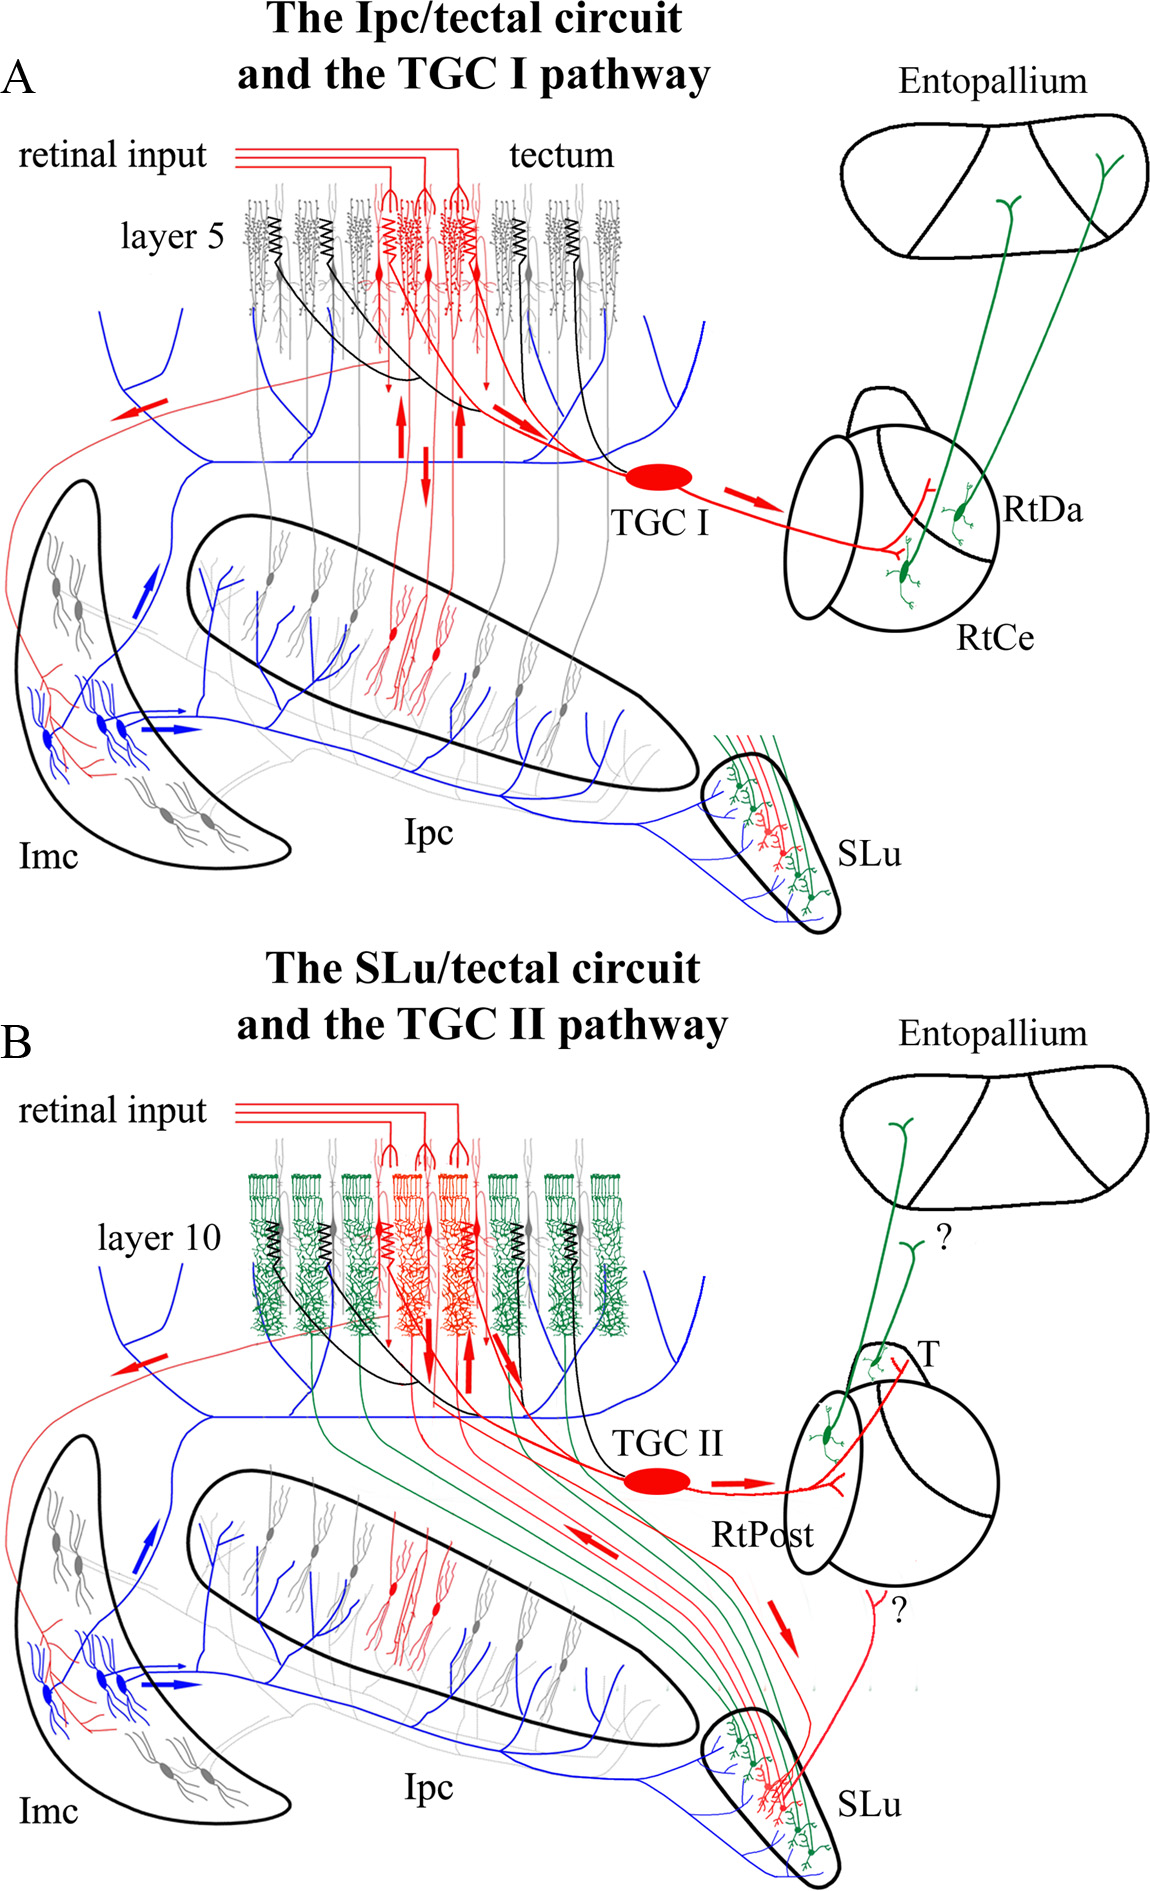 The Ipc/tectal circuit
and the TGC I pathway
A
Entopallium
retinal input
tectum
layer 5
TGC I
RtDa
RtCe
Imc
Ipc
SLu
The SLu/tectal circuit
and the TGC II pathway
B
Entopallium
retinal input
layer 10
?
T
TGC II
RtPost
?
Imc
Ipc
SLu